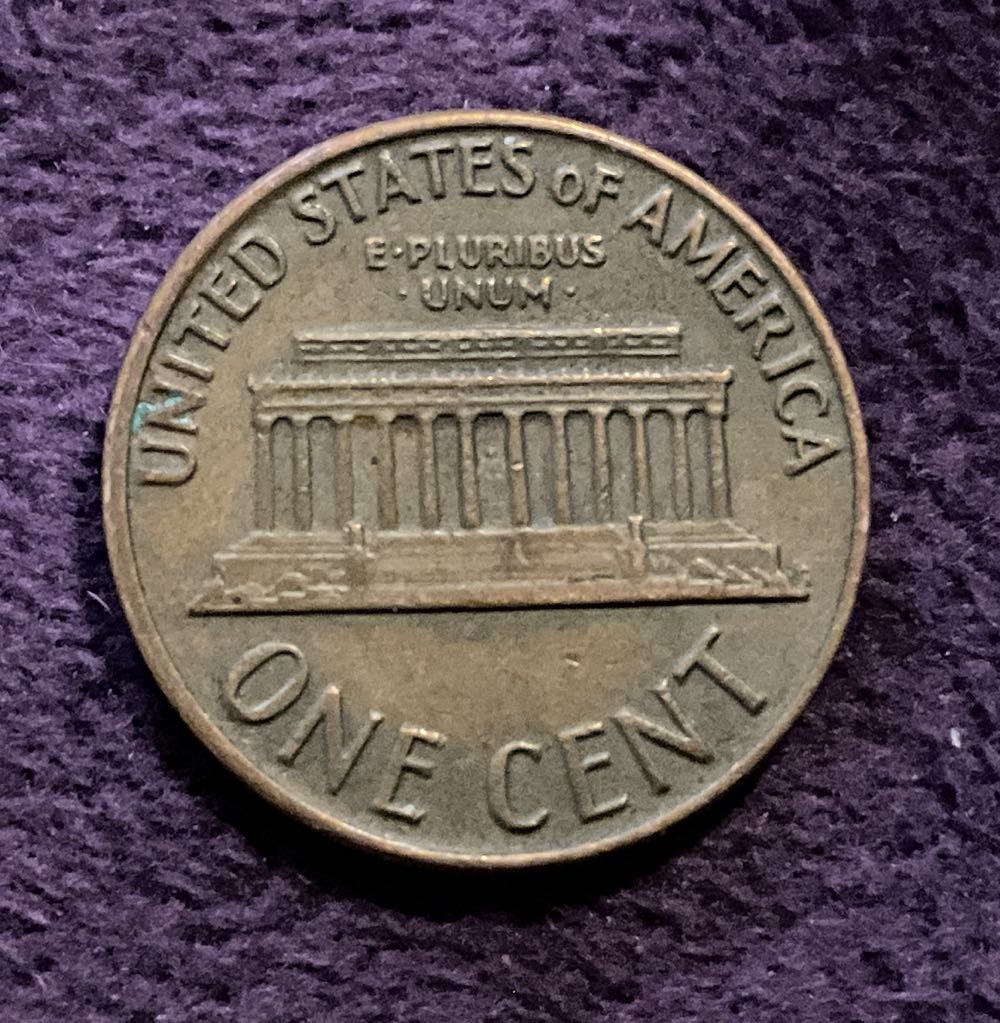 UNITED STATES OF AMERICA
E·PLURIBUS
·UNUM·
ONE CENT